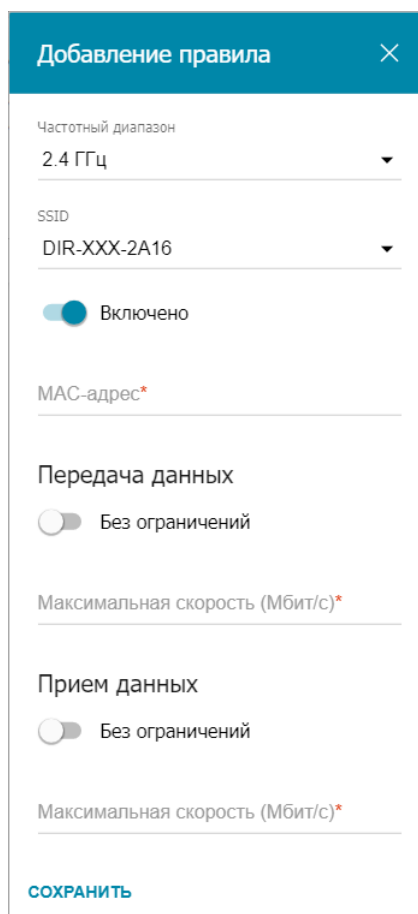 Добавление правила
Частотный диапазон
2.4 ГГц
SSID
DIR-XXX-2A16
Включено
MAC-адрес*
Передача данных
Без ограничений
Максимальная скорость (Мбит/с)*
Прием данных
Без ограничений
Максимальная скорость (Мбит/с)*
СОХРАНИТЬ